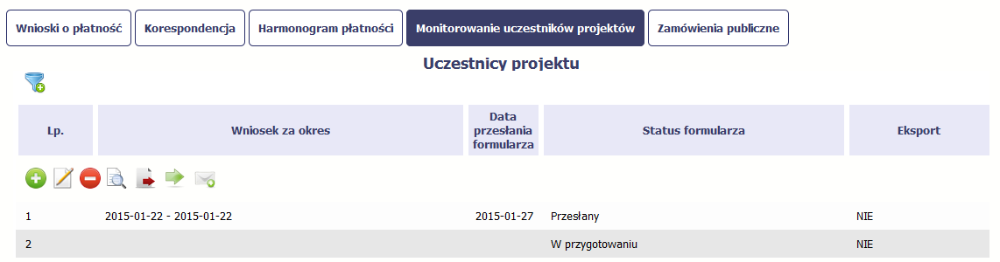 Wnioski o płatność Korespondencja Harmonogram płatności Monitorowanie uczestników projektów Zamówienia publiczne
Uczestnicy projektu
Lp. Wniosek za okres Data przesłania formularza Status formularza Eksport
1 2015-01-22 - 2015-01-22 2015-01-27 Przesłany NIE
2 W przygotowaniu NIE